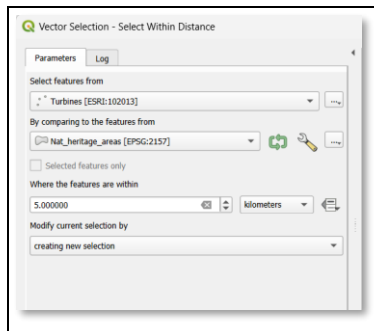 Vector Selection - Select Within Distance
Parameters Log
Select features from
Turbines [ESRI:102013]
By comparing to the features from
Nat_heritage_areas [EPSG:2157]
Selected features only
Where the features are within
5.000000 kilometers
Modify current selection by
creating new selection